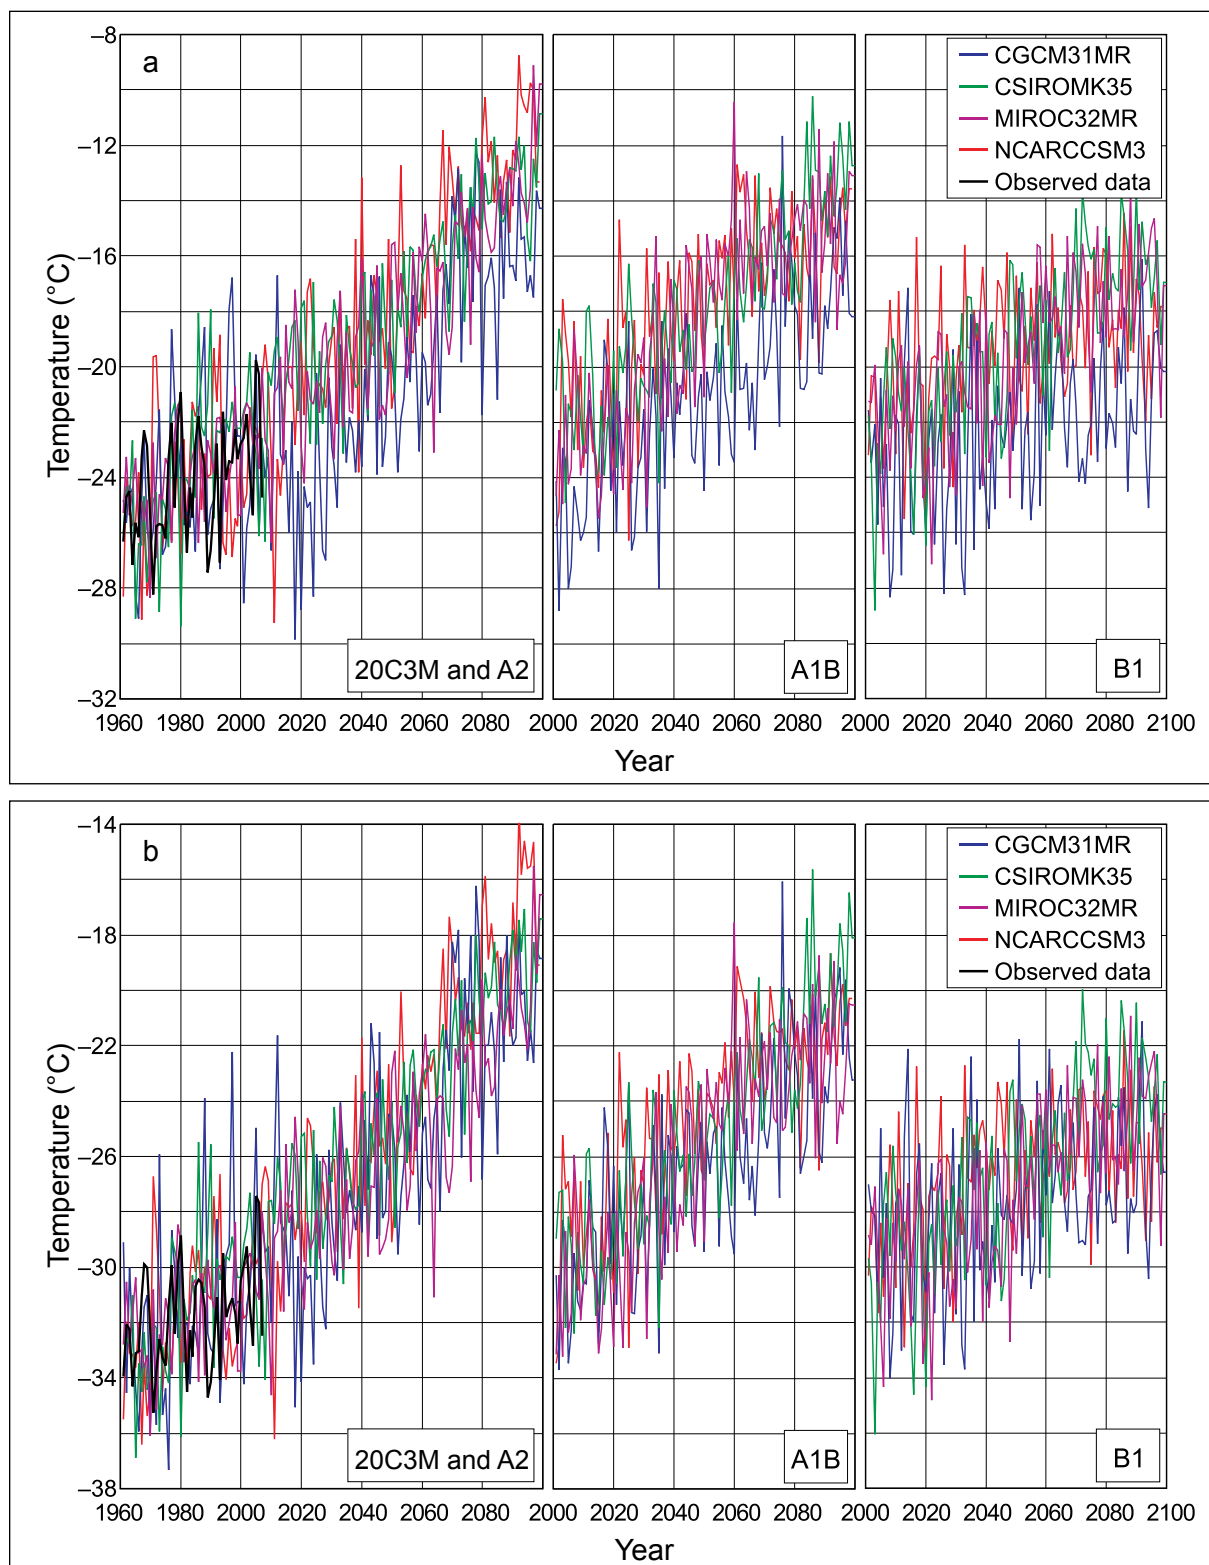 a
Temperature (°C)
–8
–12
–16
–20
–24
–28
–32
CGCM31MR
CSIROMK35
MIROC32MR
NCARCCSM3
Observed data
20C3M and A2
A1B
B1
1960 1980 2000 2020 2040 2060 2080 2000 2020 2040 2060 2080 2000 2020 2040 2060 2080 2100
Year
b
Temperature (°C)
–14
–18
–22
–26
–30
–34
–38
CGCM31MR
CSIROMK35
MIROC32MR
NCARCCSM3
Observed data
20C3M and A2
A1B
B1
1960 1980 2000 2020 2040 2060 2080 2000 2020 2040 2060 2080 2000 2020 2040 2060 2080 2100
Year